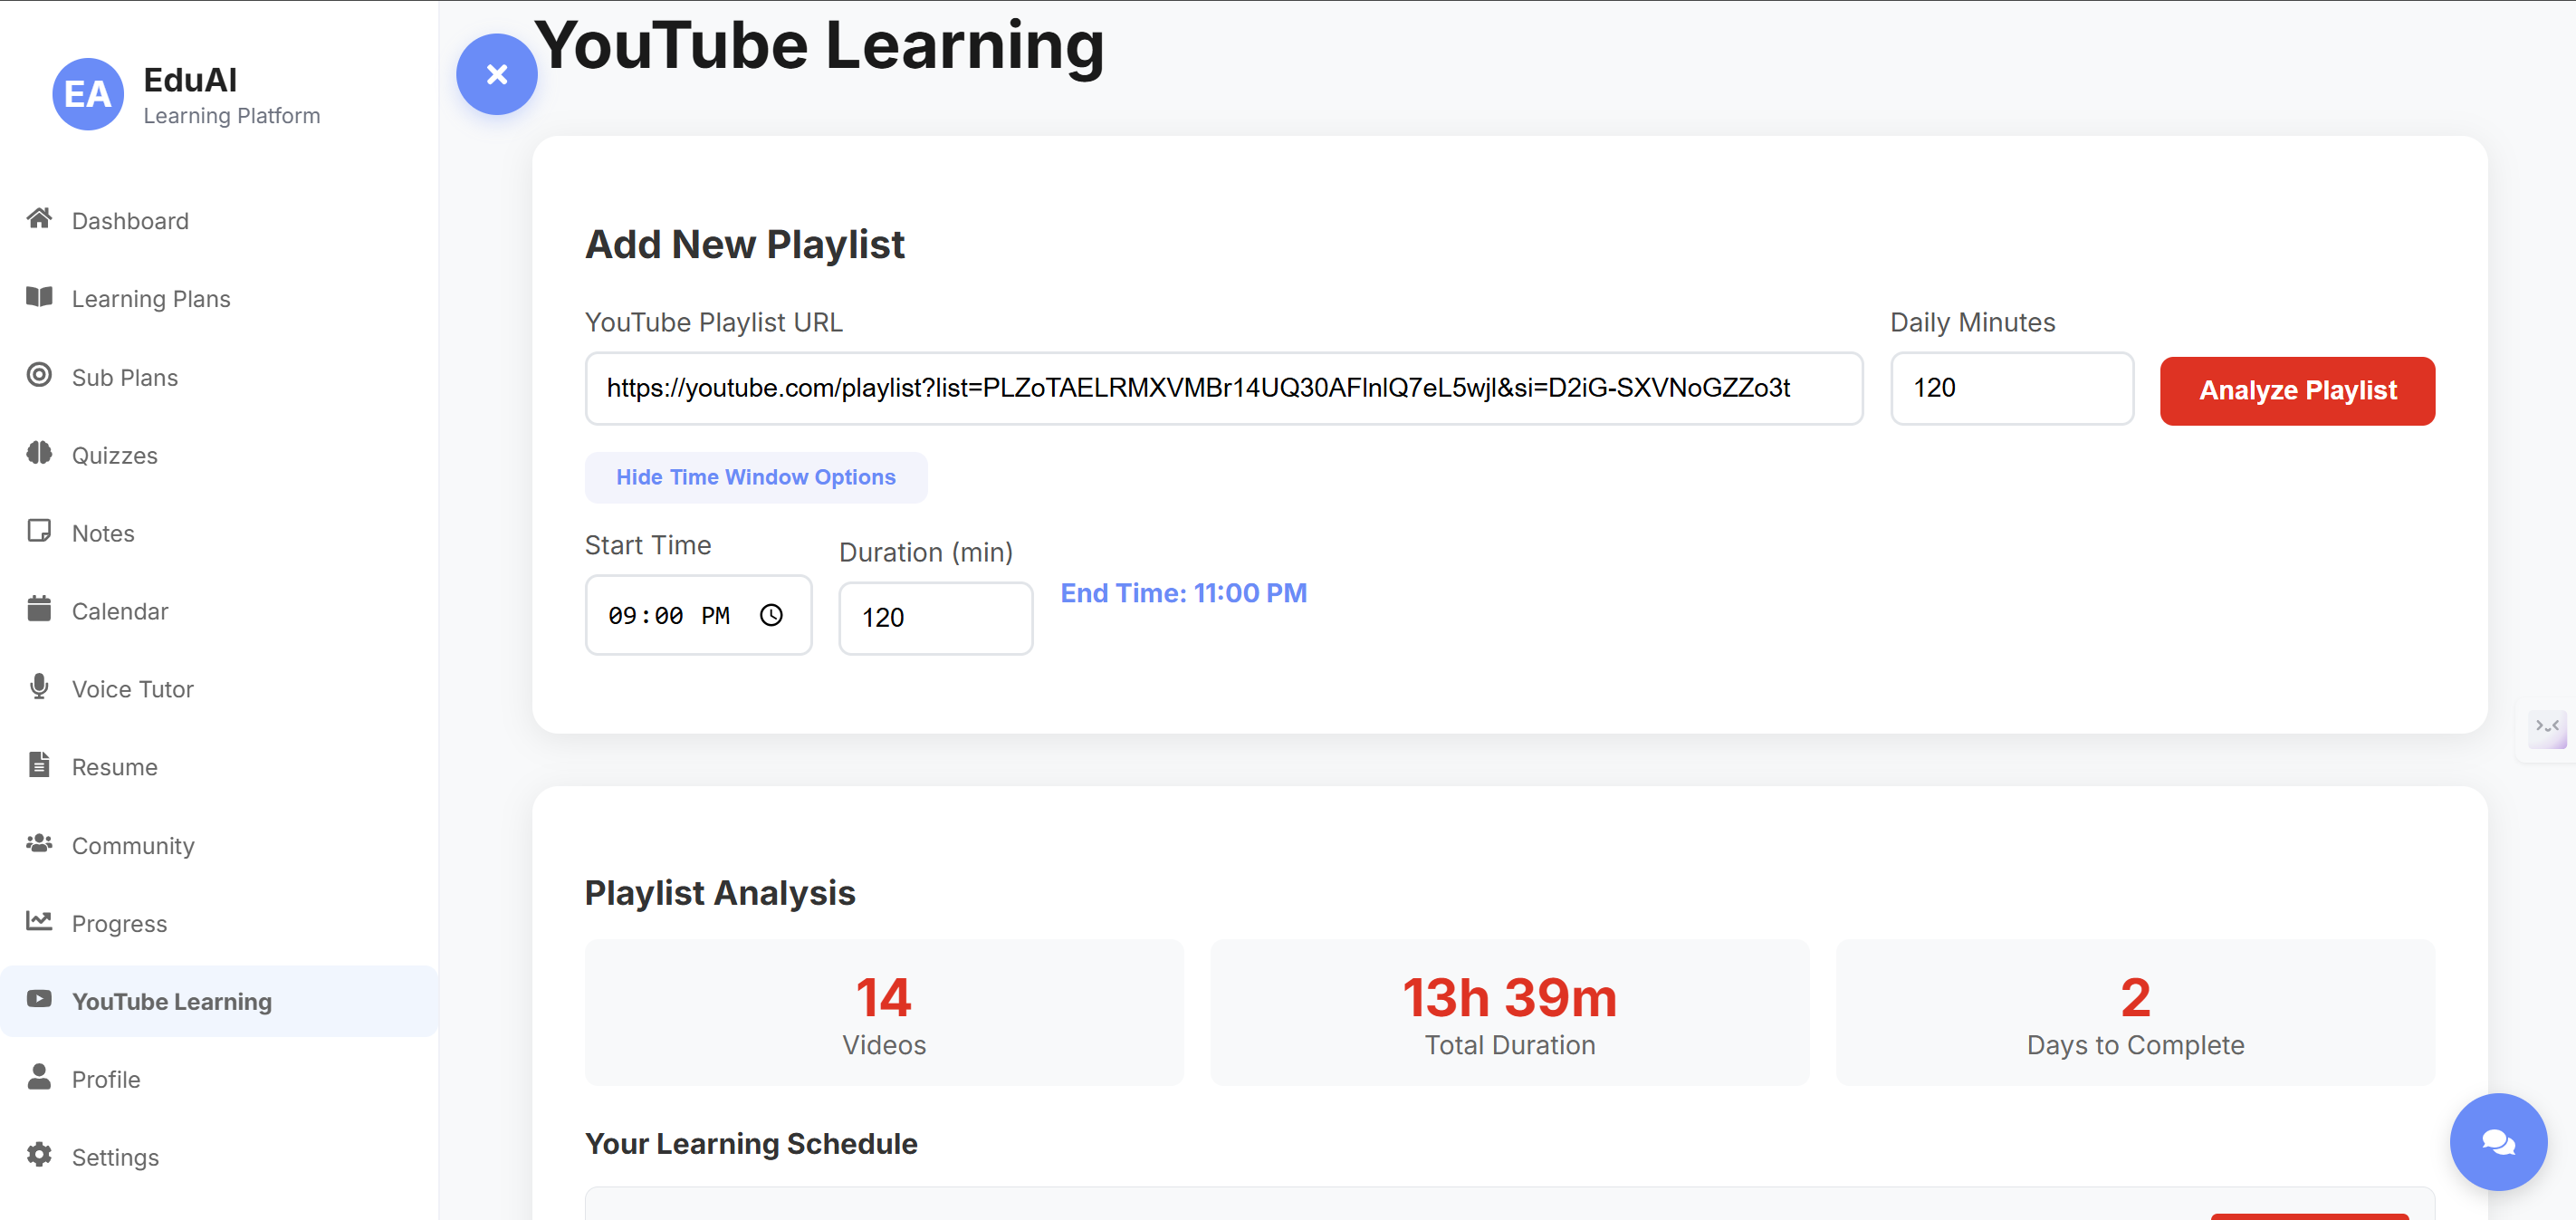 EA
EduAI
Learning Platform
Dashboard
Learning Plans
Sub Plans
Quizzes
Notes
Calendar
Voice Tutor
Resume
Community
Progress
YouTube Learning
Profile
Settings
YouTube Learning
Add New Playlist
YouTube Playlist URL
Daily Minutes
https://youtube.com/playlist?list=PLZoTAELRMXVMBr14UQ30AFlnlQ7eL5wjl&si=D2iG-SXVNoGZZo3t
120
Analyze Playlist
Hide Time Window Options
Start Time
Duration (min)
09:00 PM
120
End Time: 11:00 PM
Playlist Analysis
14
Videos
13h 39m
Total Duration
2
Days to Complete
Your Learning Schedule